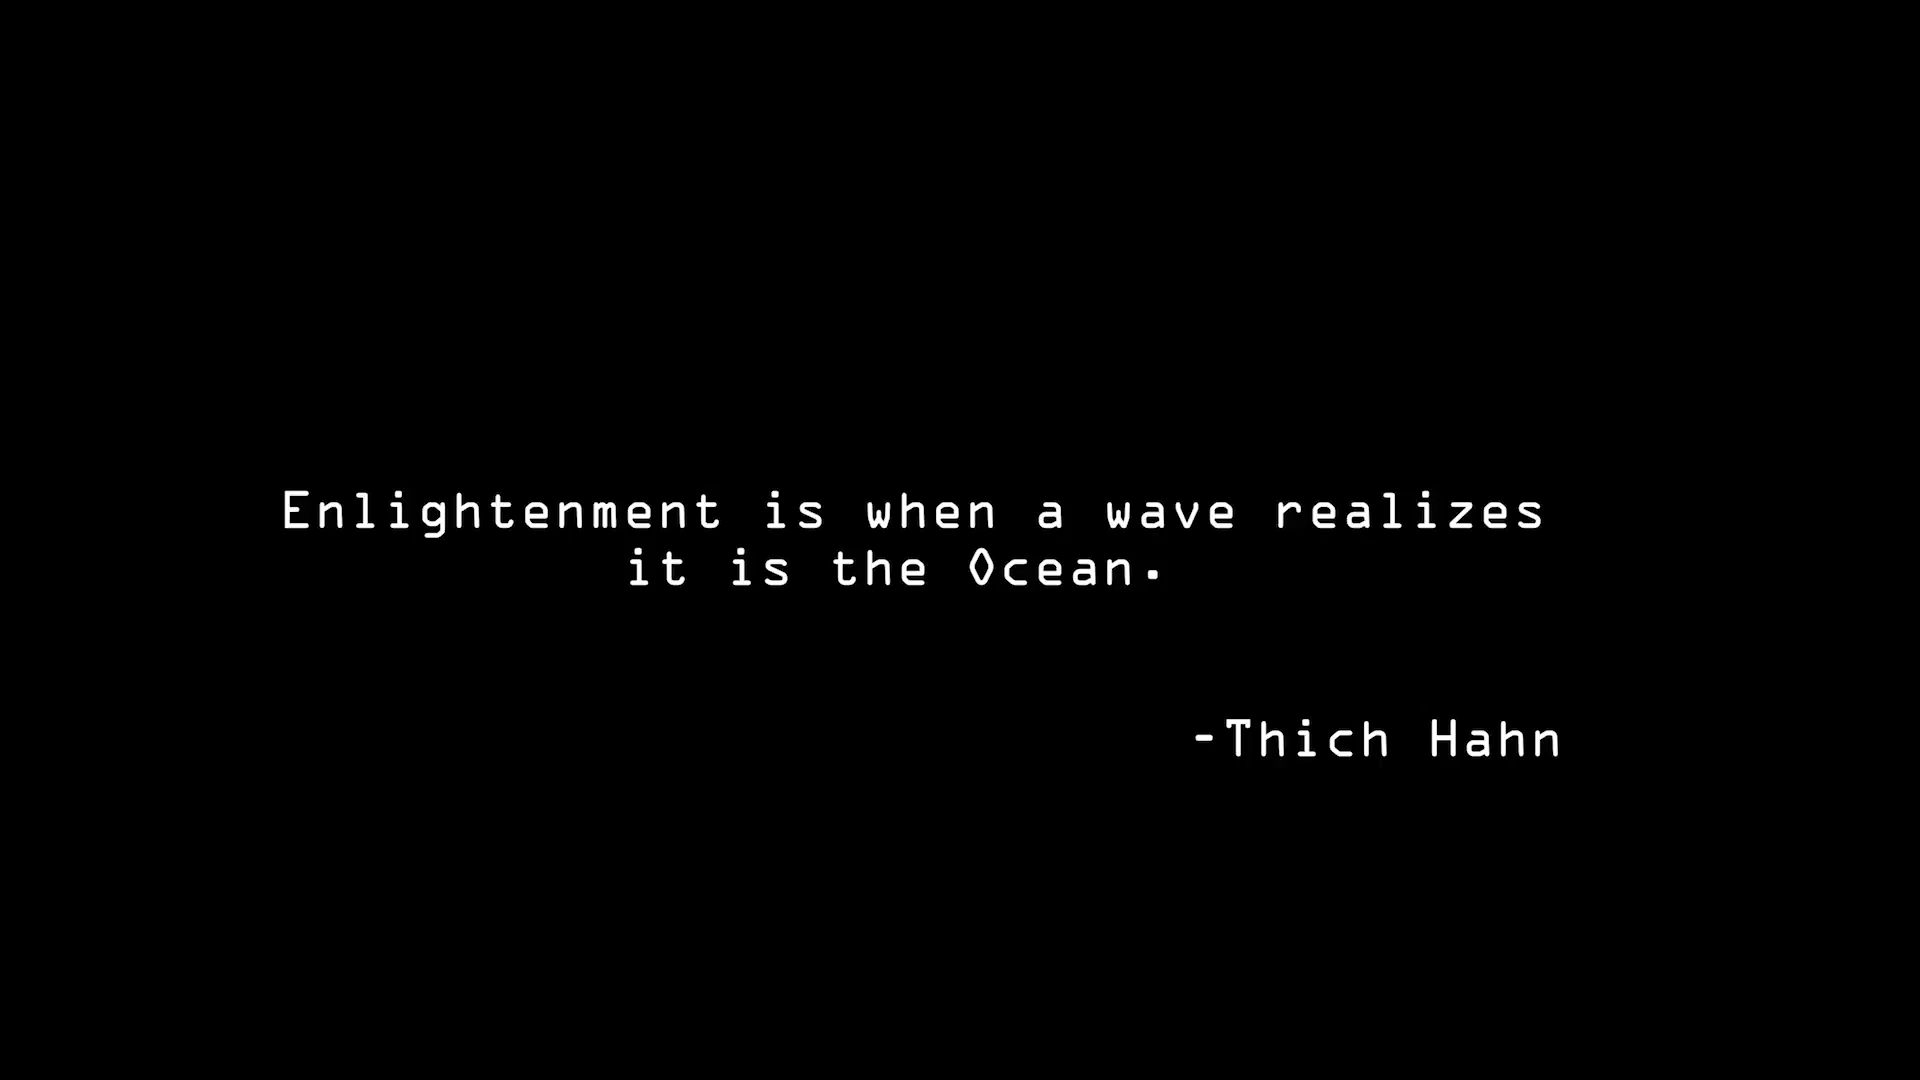 Enlightenment is when a wave realizes
it is the Ocean.
-Thich Hahn